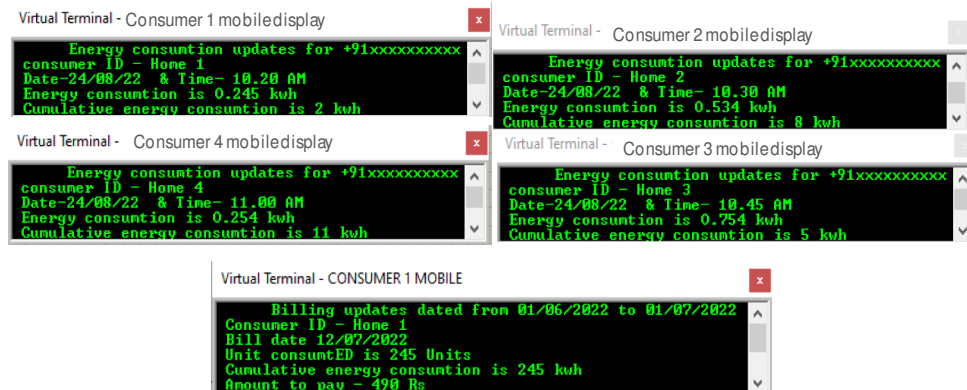 Virtual Terminal - Consumer 1 mobile display
x
Energy consumtion updates for +91xxxxxxxxxx
consumer ID - Home 1
Date-24/08/22 & Time- 10.20 AM
Energy consumtion is 0.245 kwh
Cumulative energy consumtion is 2 kwh
Virtual Terminal - Consumer 2 mobile display
x
Energy consumtion updates for +91xxxxxxxxxx
consumer ID - Home 2
Date-24/08/22 & Time- 10.30 AM
Energy consumtion is 0.534 kwh
Cumulative energy consumtion is 8 kwh
Virtual Terminal - Consumer 4 mobile display
x
Energy consumtion updates for +91xxxxxxxxxx
consumer ID - Home 4
Date-24/08/22 & Time- 11.00 AM
Energy consumtion is 0.254 kwh
Cumulative energy consumtion is 11 kwh
Virtual Terminal - Consumer 3 mobile display
x
Energy consumtion updates for +91xxxxxxxxxx
consumer ID - Home 3
Date-24/08/22 & Time- 10.45 AM
Energy consumtion is 0.754 kwh
Cumulative energy consumtion is 5 kwh
Virtual Terminal - CONSUMER 1 MOBILE
x
Billing updates dated from 01/06/2022 to 01/07/2022
Consumer ID - Home 1
Bill date 12/07/2022
Unit consumtED is 245 Units
Cumulative energy consumtion is 245 kwh
Amount to pay - 490 Rs